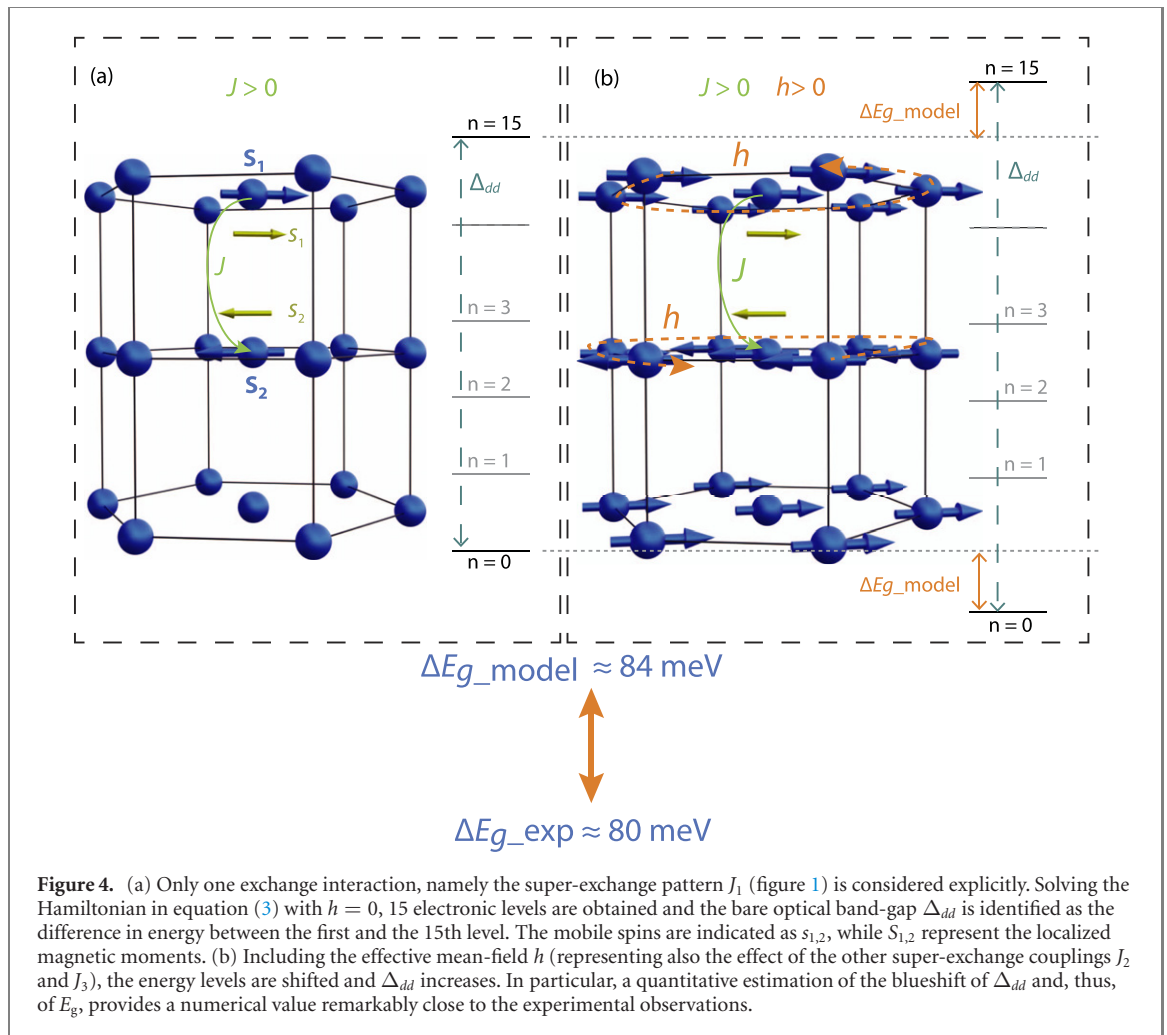 (a)
J > 0
n = 15
S₁
Δdd
s₁
J
s₂
n = 3
S₂
n = 2
n = 1
n = 0
(b)
J > 0 h > 0
n = 15
ΔEg_model
h
Δdd
J
h
n = 3
n = 2
n = 1
ΔEg_model
n = 0
ΔEg_model ≈ 84 meV
ΔEg_exp ≈ 80 meV
Figure 4. (a) Only one exchange interaction, namely the super-exchange pattern J₁ (figure 1) is considered explicitly. Solving the
Hamiltonian in equation (3) with h = 0, 15 electronic levels are obtained and the bare optical band-gap Δdd is identified as the
difference in energy between the first and the 15th level. The mobile spins are indicated as s₁,₂, while S₁,₂ represent the localized
magnetic moments. (b) Including the effective mean-field h (representing also the effect of the other super-exchange couplings J₂
and J₃), the energy levels are shifted and Δdd increases. In particular, a quantitative estimation of the blueshift of Δdd and, thus,
of Eg, provides a numerical value remarkably close to the experimental observations.